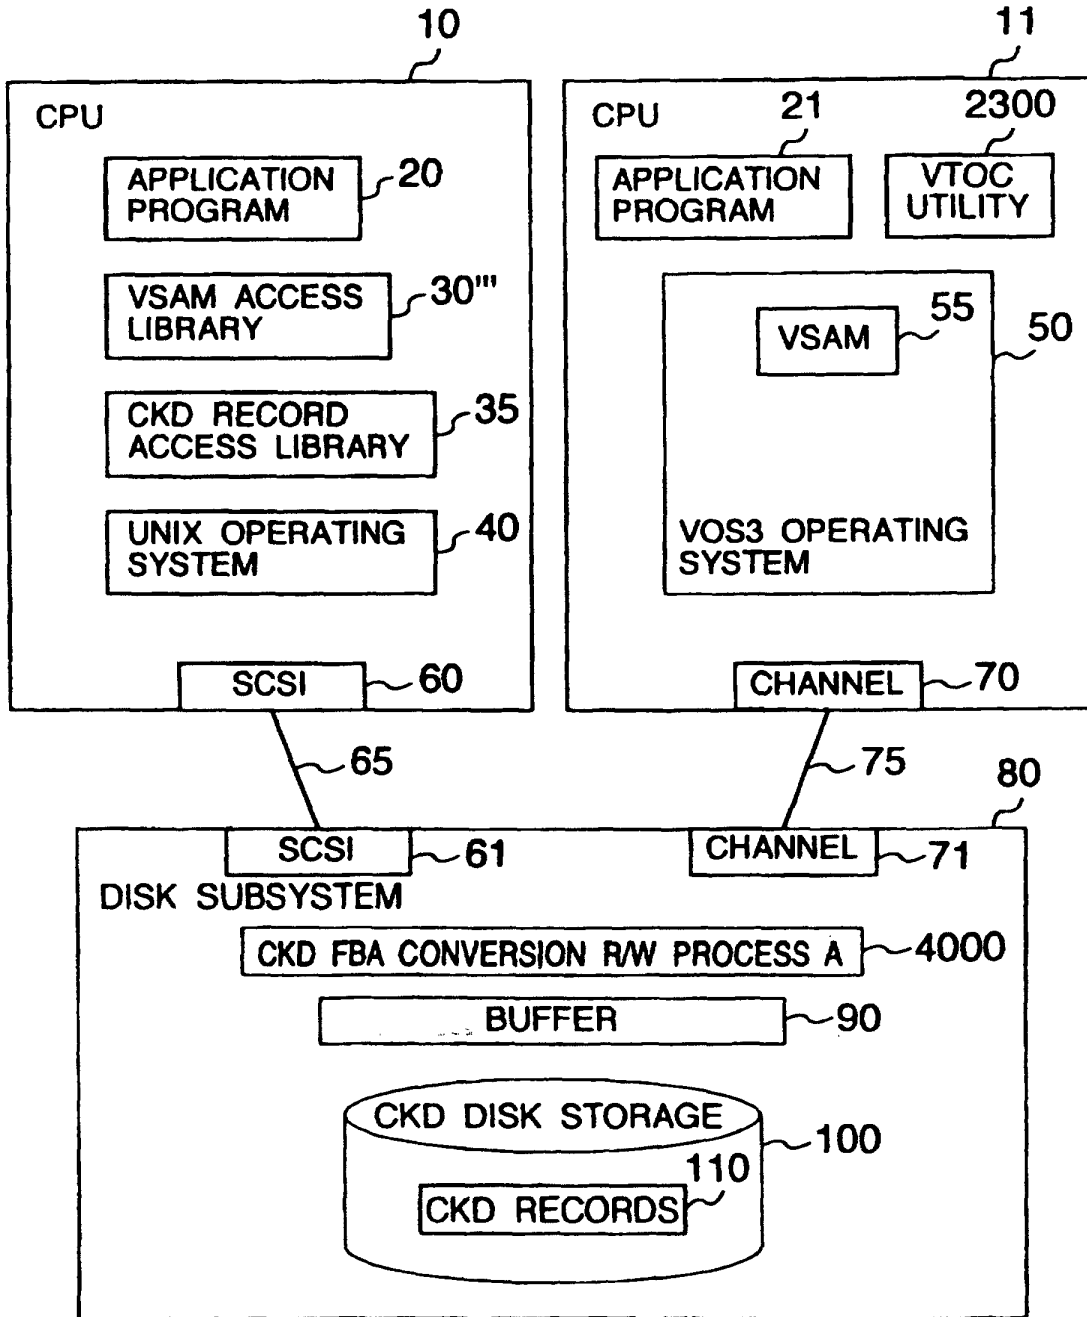 10
11
CPU
APPLICATION
PROGRAM
20
VSAM ACCESS
LIBRARY
30'''
CKD RECORD
ACCESS LIBRARY
35
UNIX OPERATING
SYSTEM
40
SCSI
60
CPU
21
2300
APPLICATION
PROGRAM
VTOC
UTILITY
VSAM
55
50
VOS3 OPERATING
SYSTEM
CHANNEL
70
65
75
80
SCSI
61
CHANNEL
71
DISK SUBSYSTEM
CKD FBA CONVERSION R/W PROCESS A
4000
BUFFER
90
CKD DISK STORAGE
100
110
CKD RECORDS